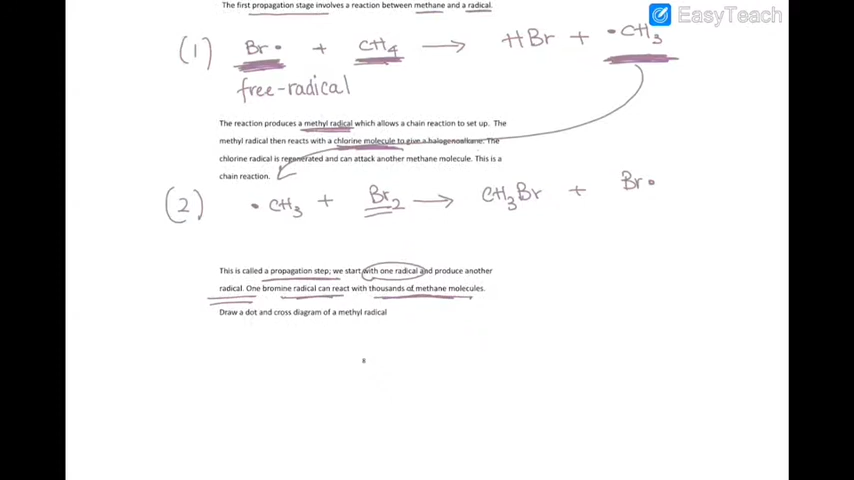 EasyTeach
The first propagation stage involves a reaction between methane and a radical.
(1) Br• + CH4 → HBr + •CH3
free-radical
The reaction produces a methyl radical which allows a chain reaction to set up. The
methyl radical then reacts with a chlorine molecule to give a halogenoalkane. The
chlorine radical is regenerated and can attack another methane molecule. This is a
chain reaction.
(2) •CH3 + Br2 → CH3Br + Br•
This is called a propagation step; we start with one radical and produce another
radical. One bromine radical can react with thousands of methane molecules.
Draw a dot and cross diagram of a methyl radical